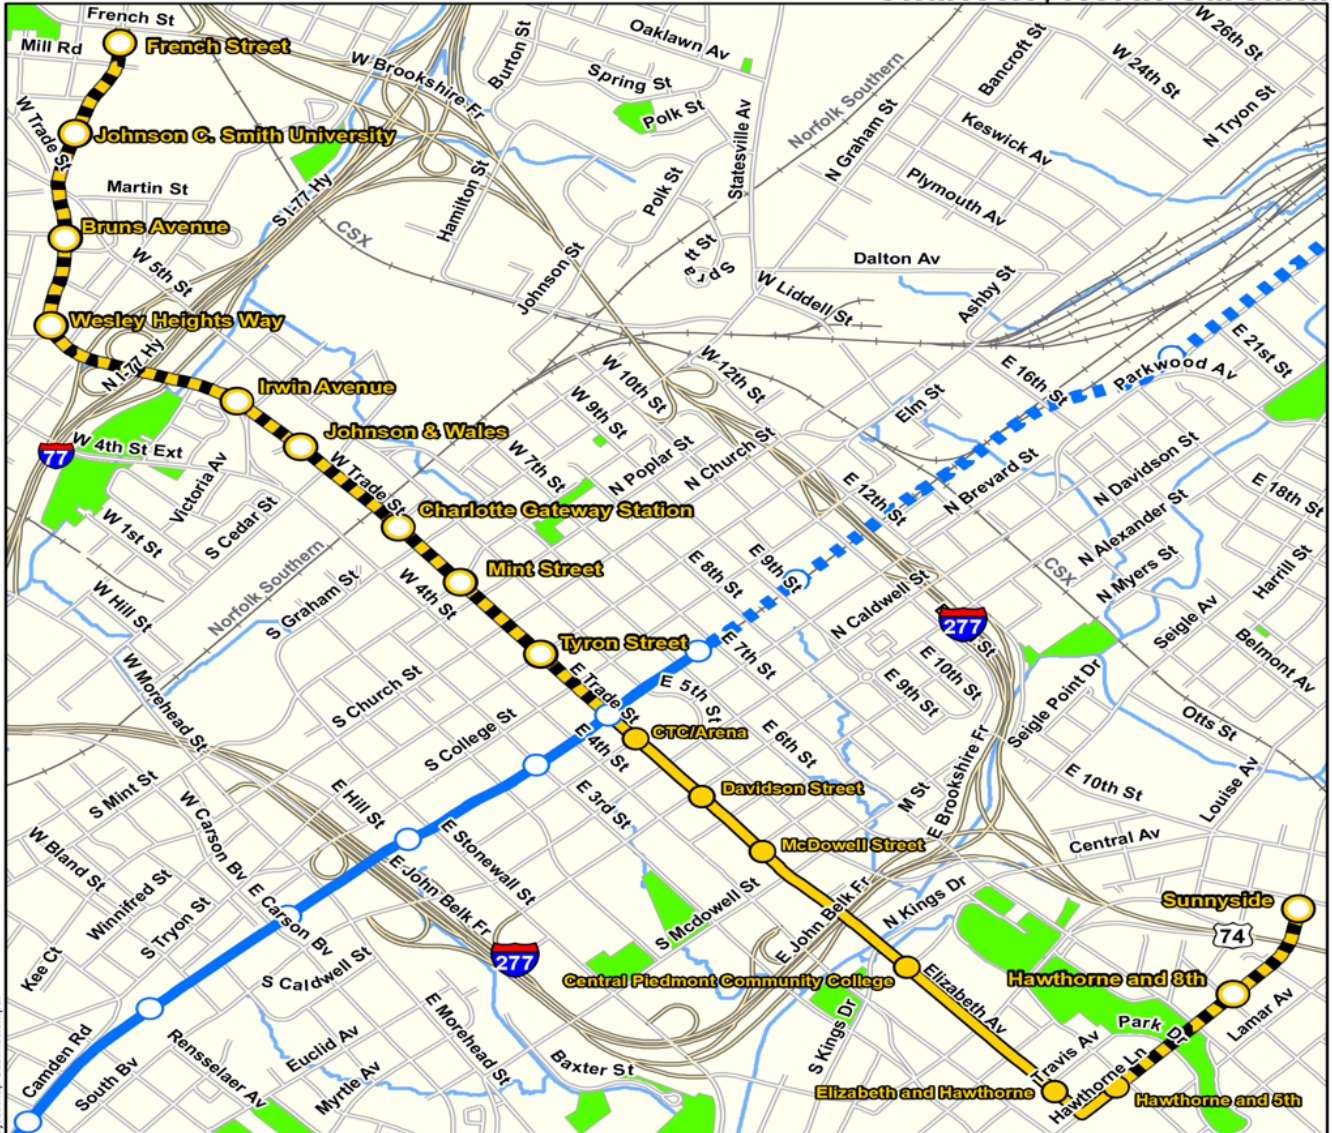 French St
Oaklawn Av
W 26th St
Mill Rd
French Street
Burton St
W Brookshire Fr
Spring St
Bancroft St
W 24th St
Norfolk Southern
N Tryon St
Polk St
W Trade St
Johnson C. Smith University
Statesville Av
N Graham St
Keswick Av
Martin St
S I-77 Hy
Hamilton St
Polk St
Plymouth Av
Bruns Avenue
CSX
W 5th St
Johnson St
Spra
tt St
W Liddell St
Dalton Av
Ashby St
Wesley Heights Way
N I-77 Hy
E 21st St
Irwin Avenue
W 10th St
W 12th St
E 16th St
Parkwood Av
W 9th St
Elm St
Johnson & Wales
77
W 4th St Ext
W Trade St
W 7th St
N Poplar St
N Church St
Victoria Av
E 12th St
N Brevard St
N Davidson St
E 18th St
W 1st St
S Cedar St
Charlotte Gateway Station
N Alexander St
Norfolk Southern
Mint Street
E 8th St
E 9th St
CSX
N Myers St
Harrill St
W Hill St
S Graham St
W 4th St
N Caldwell St
277
St
Seigle Av
Belmont Av
Tyron Street
E 7th St
E 10th St
W Morehead St
E Trade St
E 5th St
E 9th St
Seigle Point Dr
S Church St
Otts St
S College St
E 4th St
CTC/Arena
E 6th St
S Mint St
W Carson Bv
E Hill St
E 3rd St
Davidson Street
M St
E Brookshire Fr
E 10th St
Louise Av
W Bland St
E Stonewall St
McDowell Street
Central Av
Winnifred St
E John Belk Fr
S Tryon St
E Carson Bv
S Mcdowell St
E John Belk Fr
N Kings Dr
Sunnyside
74
Kee Ct
S Caldwell St
277
Central Piedmont Community College
Elizabeth Av
Hawthorne and 8th
Camden Rd
South Bv
Rensselaer Av
Euclid Av
Myrtle Av
E Morehead St
Baxter St
S Kings Dr
Travis Av
Park Dr
Lamar Av
Elizabeth and Hawthorne
Hawthorne Ln
Hawthorne and 5th